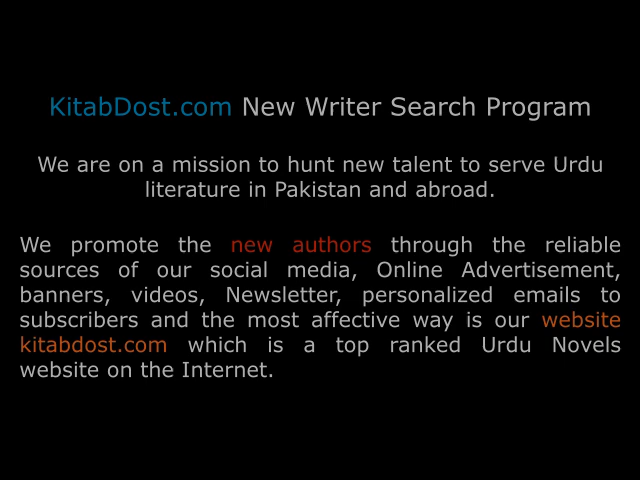 KitabDost.com New Writer Search Program
We are on a mission to hunt new talent to serve Urdu
literature in Pakistan and abroad.
We promote the new authors through the reliable
sources of our social media, Online Advertisement,
banners, videos, Newsletter, personalized emails to
subscribers and the most affective way is our website
kitabdost.com which is a top ranked Urdu Novels
website on the Internet.